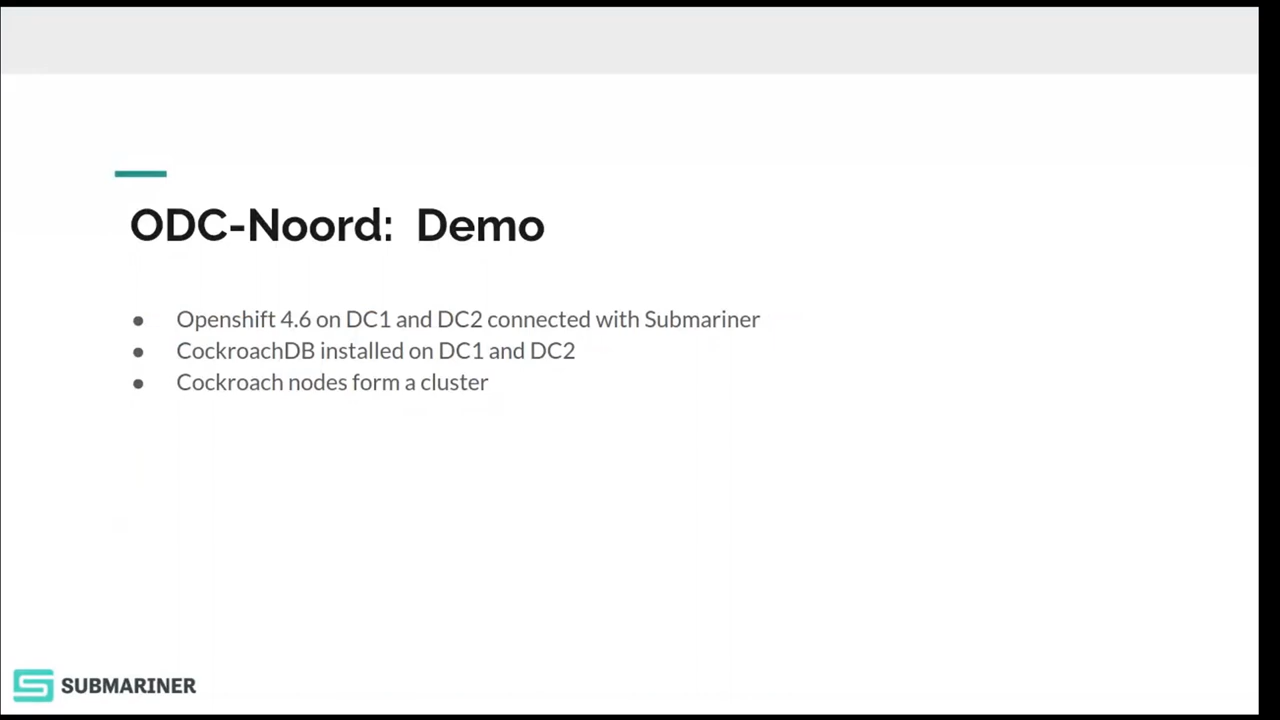 ODC-Noord: Demo
● Openshift 4.6 on DC1 and DC2 connected with Submariner
● CockroachDB installed on DC1 and DC2
● Cockroach nodes form a cluster
SUBMARINER